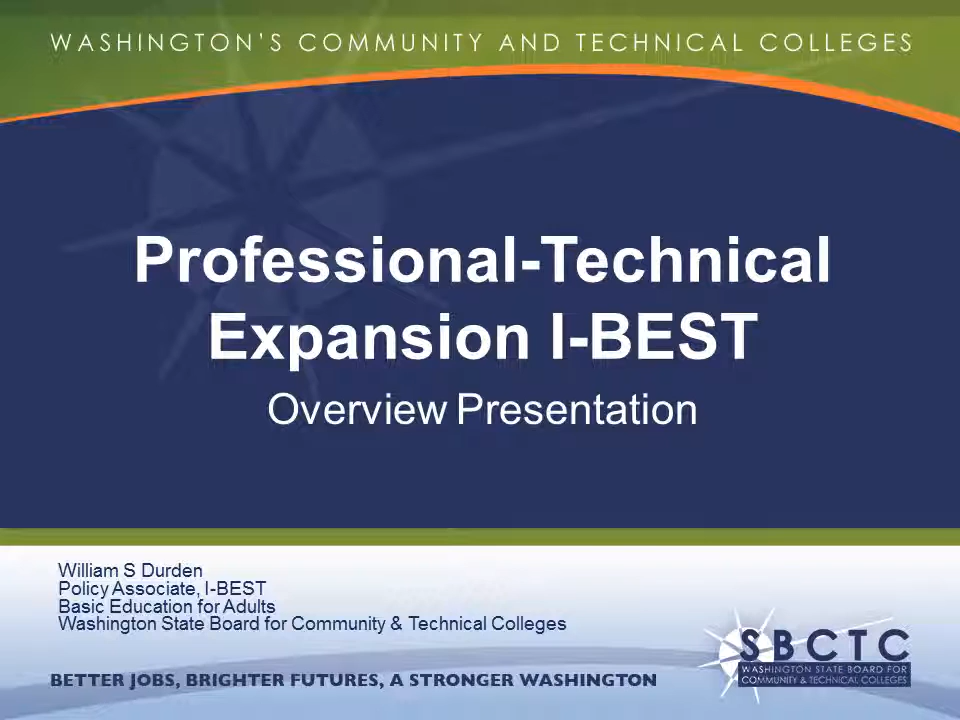 WASHINGTON'S COMMUNITY AND TECHNICAL COLLEGES
Professional-Technical
Expansion I-BEST
Overview Presentation
William S Durden
Policy Associate, I-BEST
Basic Education for Adults
Washington State Board for Community & Technical Colleges
BETTER JOBS, BRIGHTER FUTURES, A STRONGER WASHINGTON
SBCTC
WASHINGTON STATE BOARD FOR
COMMUNITY & TECHNICAL COLLEGES